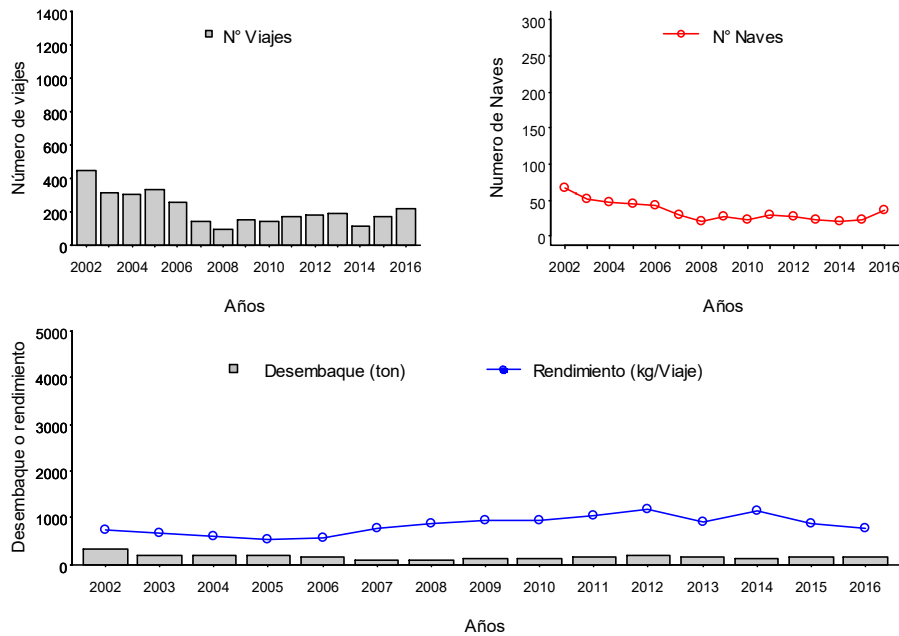 N° Viajes
Número de viajes
1400
1200
1000
800
600
400
200
0
2002 2004 2006 2008 2010 2012 2014 2016
Años
N° Naves
Numero de Naves
300
250
200
150
100
50
0
2002 2004 2006 2008 2010 2012 2014 2016
Años
Desembaque (ton) Rendimiento (kg/Viaje)
Desembaque o rendimiento
5000
4000
3000
2000
1000
0
2002 2003 2004 2005 2006 2007 2008 2009 2010 2011 2012 2013 2014 2015 2016
Años